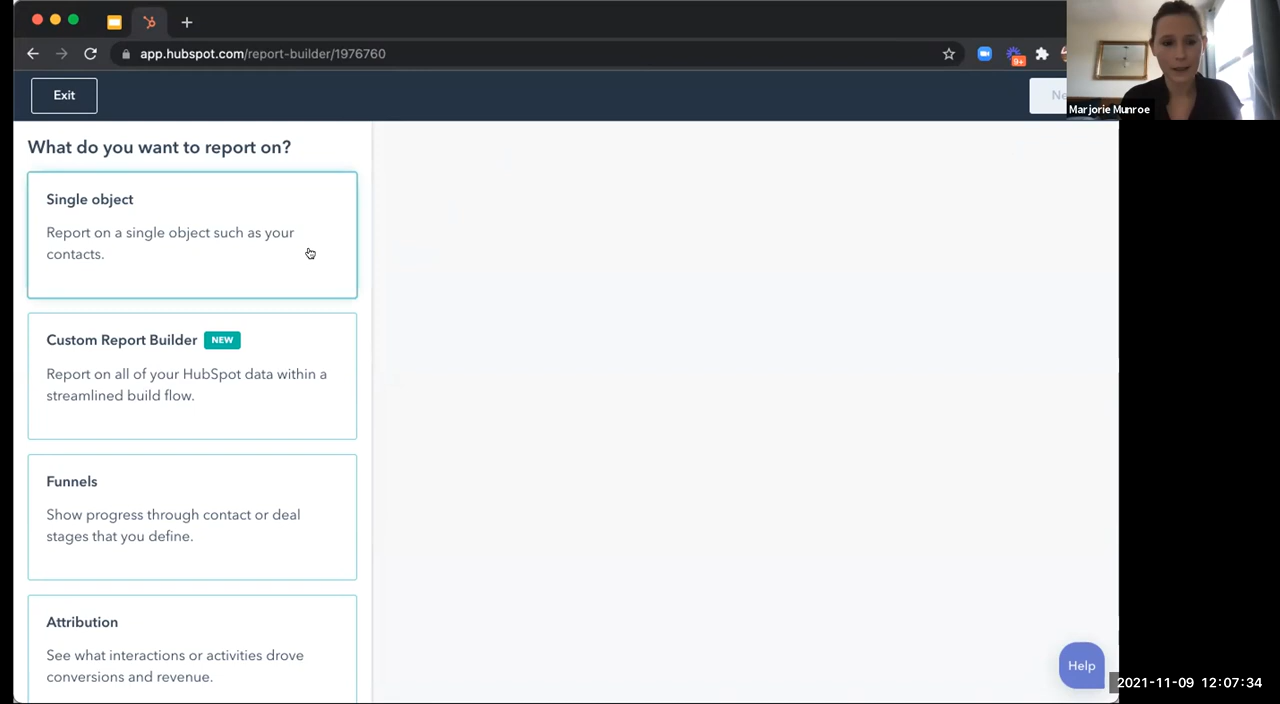 app.hubspot.com/report-builder/1976760
9+
Exit
Ne
Marjorie Munroe
What do you want to report on?
Single object
Report on a single object such as your
contacts.
Custom Report Builder NEW
Report on all of your HubSpot data within a
streamlined build flow.
Funnels
Show progress through contact or deal
stages that you define.
Attribution
See what interactions or activities drove
conversions and revenue.
Help
2021-11-09 12:07:34